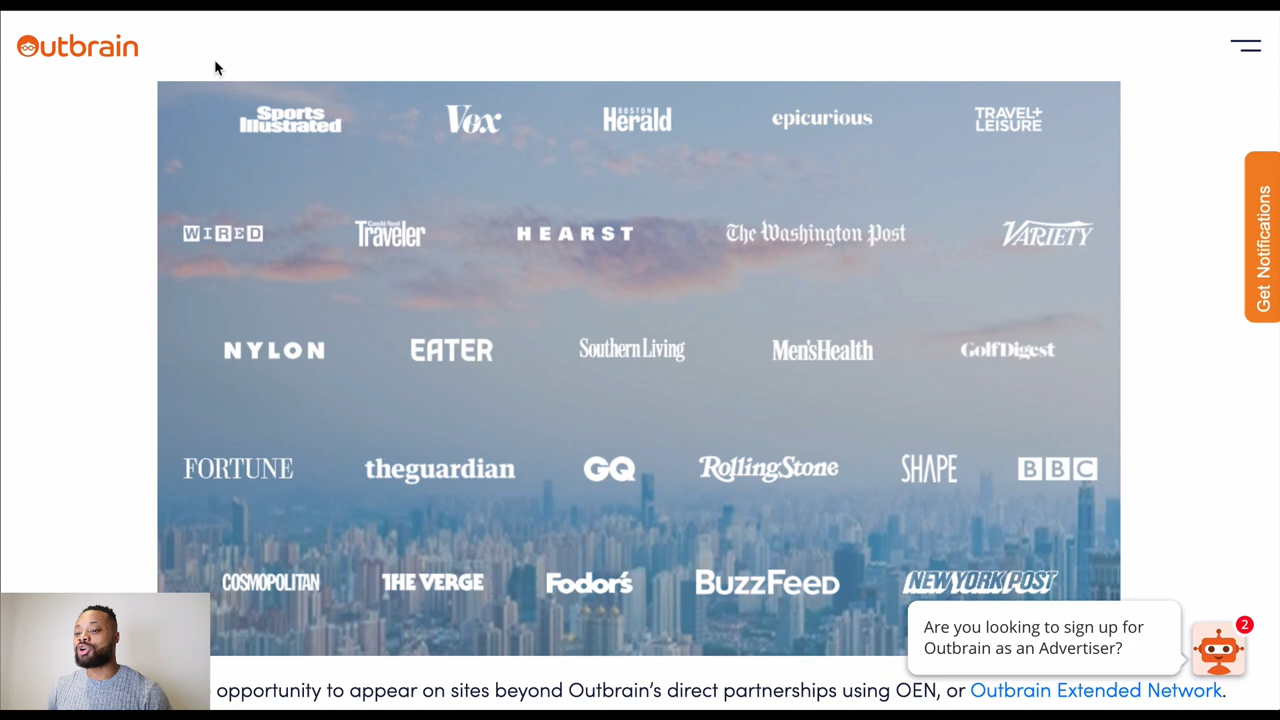 Outbrain
Sports Illustrated
Vox
BOSTON Herald
epicurious
TRAVEL+ LEISURE
WIRED
Condé Nast Traveler
HEARST
The Washington Post
VARIETY
NYLON
EATER
Southern Living
Men'sHealth
GolfDigest
FORTUNE
theguardian
GQ
RollingStone
SHAPE
BBC
COSMOPOLITAN
THE VERGE
Fodor's
BuzzFeed
NEW YORK POST
Get Notifications
Are you looking to sign up for
Outbrain as an Advertiser?
2
opportunity to appear on sites beyond Outbrain's direct partnerships using OEN, or Outbrain Extended Network.